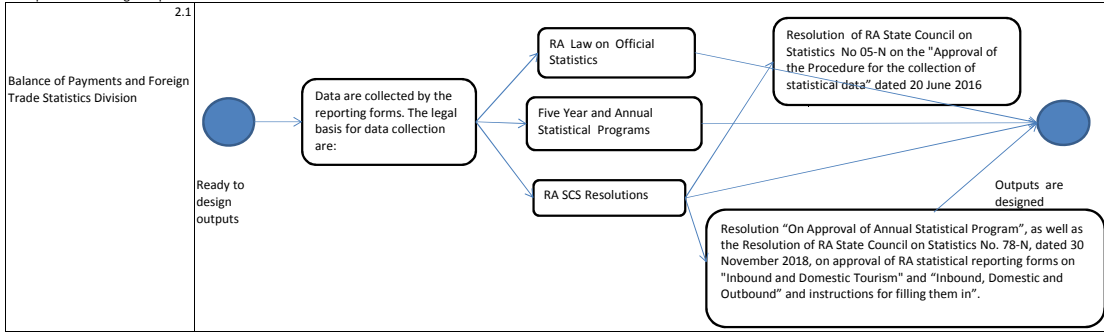 2.1
Balance of Payments and Foreign
Trade Statistics Division
Ready to
design
outputs
Data are collected by the
reporting forms. The legal
basis for data collection
are:
RA Law on Official
Statistics
Five Year and Annual
Statistical Programs
RA SCS Resolutions
Resolution of RA State Council on
Statistics No 05-N on the "Approval of
the Procedure for the collection of
statistical data” dated 20 June 2016
Resolution “On Approval of Annual Statistical Program”, as well as
the Resolution of RA State Council on Statistics No. 78-N, dated 30
November 2018, on approval of RA statistical reporting forms on
"Inbound and Domestic Tourism" and “Inbound, Domestic and
Outbound” and instructions for filling them in”.
Outputs are
designed